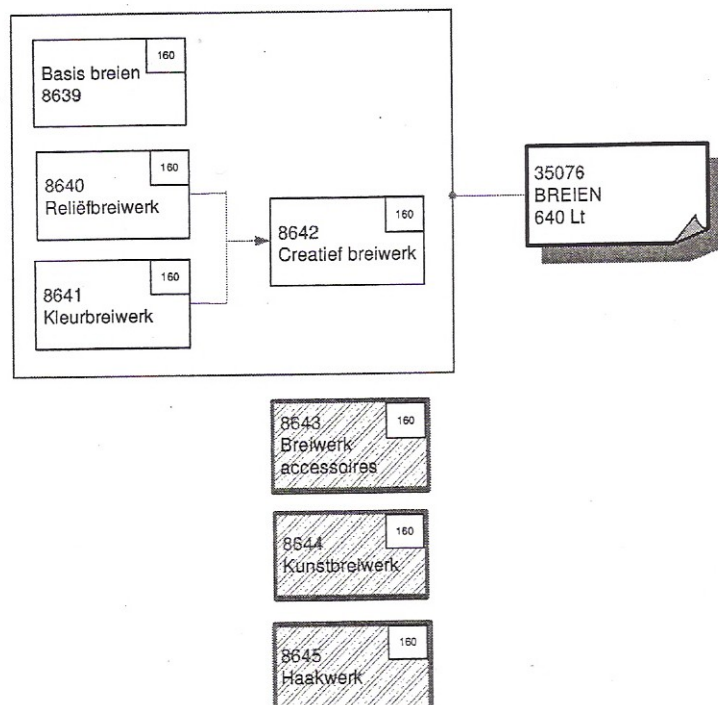 160
Basis breien
8639
160
8640
Reliëfbreiwerk
160
8641
Kleurbreiwerk
160
8642
Creatief breiwerk
35076
BREIEN
640 Lt
160
8643
Breiwerk
accessoires
160
8644
Kunstbreiwerk
160
8645
Haakwerk